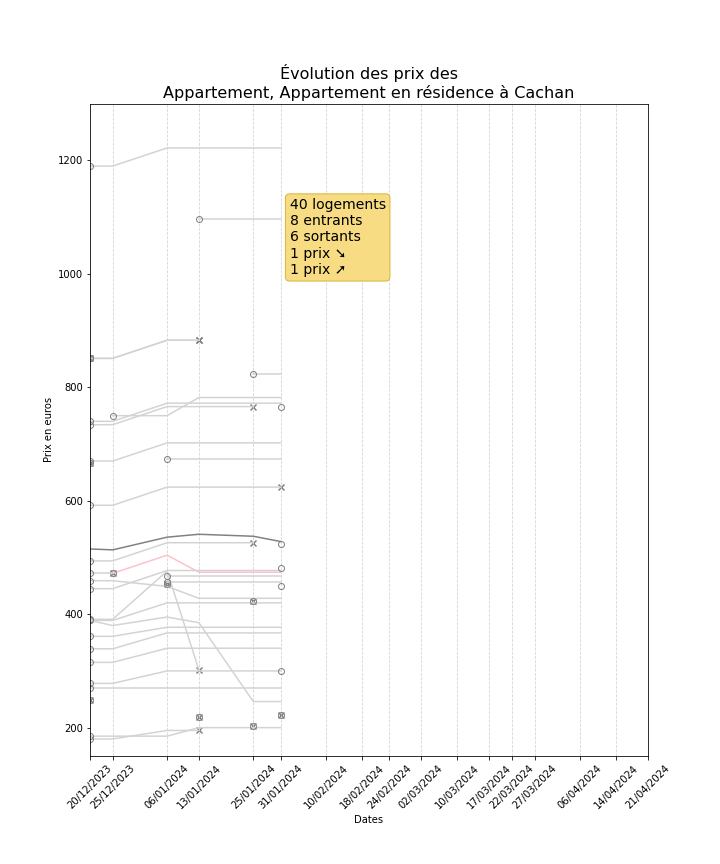 Évolution des prix des
Appartement, Appartement en résidence à Cachan
1200
1000
800
600
400
200
Prix en euros
40 logements
8 entrants
6 sortants
1 prix ➘
1 prix ➚
20/12/2023
25/12/2023
06/01/2024
13/01/2024
25/01/2024
31/01/2024
10/02/2024
18/02/2024
24/02/2024
02/03/2024
10/03/2024
17/03/2024
22/03/2024
27/03/2024
06/04/2024
14/04/2024
21/04/2024
Dates